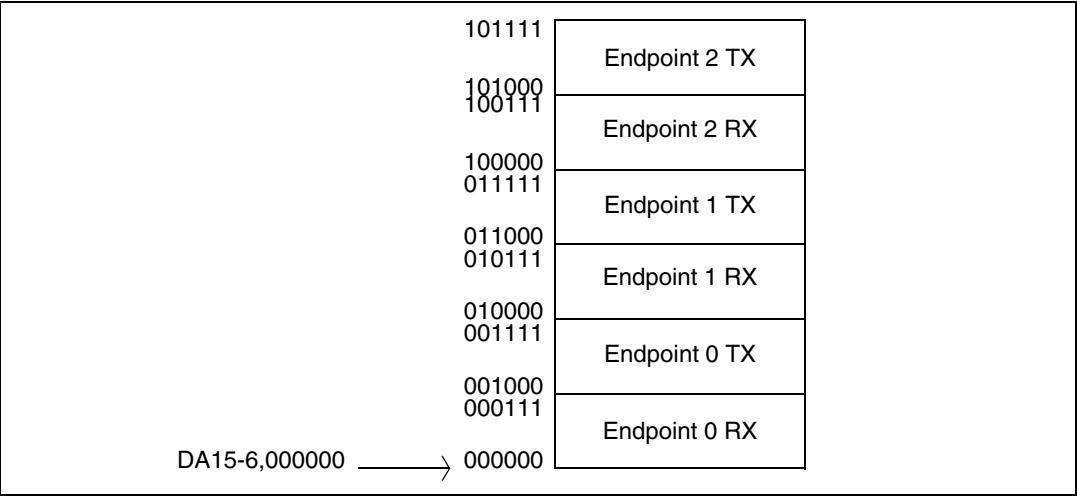 101111
Endpoint 2 TX
101000
100111
Endpoint 2 RX
100000
011111
Endpoint 1 TX
011000
010111
Endpoint 1 RX
010000
001111
Endpoint 0 TX
001000
000111
Endpoint 0 RX
DA15-6,000000 000000